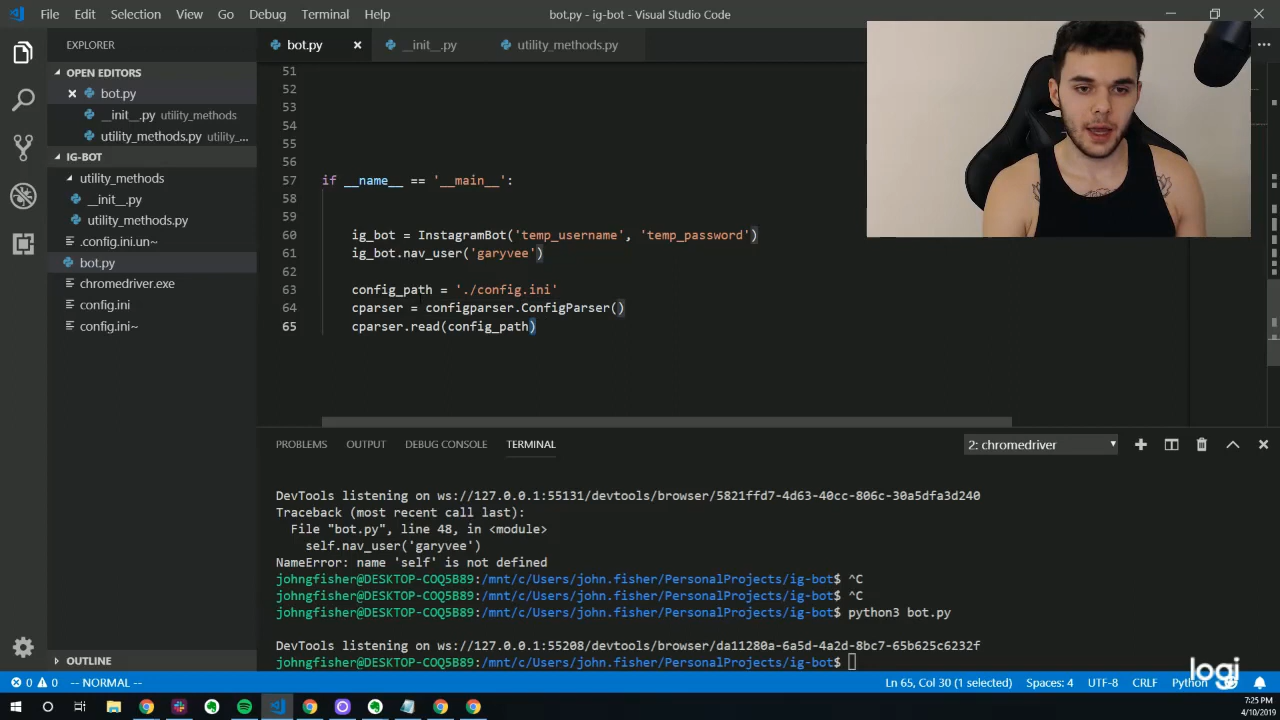 File Edit Selection View Go Debug Terminal Help
bot.py - ig-bot - Visual Studio Code
EXPLORER
OPEN EDITORS
bot.py
__init__.py utility_methods
utility_methods.py utility_...
IG-BOT
utility_methods
__init__.py
utility_methods.py
.config.ini.un~
bot.py
chromedriver.exe
config.ini
config.ini~
OUTLINE
bot.py
__init__.py
utility_methods.py
51
52
53
54
55
56
57 if __name__ == '__main__':
58
59
60 ig_bot = InstagramBot('temp_username', 'temp_password')
61 ig_bot.nav_user('garyvee')
62
63 config_path = './config.ini'
64 cparser = configparser.ConfigParser()
65 cparser.read(config_path)
PROBLEMS OUTPUT DEBUG CONSOLE TERMINAL
2: chromedriver
DevTools listening on ws://127.0.0.1:55131/devtools/browser/5821ffd7-4d63-40cc-806c-30a5dfa3d240
Traceback (most recent call last):
File "bot.py", line 48, in <module>
self.nav_user('garyvee')
NameError: name 'self' is not defined
johngfisher@DESKTOP-COQ5B89:/mnt/c/Users/john.fisher/PersonalProjects/ig-bot$ ^C
johngfisher@DESKTOP-COQ5B89:/mnt/c/Users/john.fisher/PersonalProjects/ig-bot$ ^C
johngfisher@DESKTOP-COQ5B89:/mnt/c/Users/john.fisher/PersonalProjects/ig-bot$ python3 bot.py
DevTools listening on ws://127.0.0.1:55208/devtools/browser/da11280a-6a5d-4a2d-8bc7-65b625c6232f
johngfisher@DESKTOP-COQ5B89:/mnt/c/Users/john.fisher/PersonalProjects/ig-bot$
0 0 -- NORMAL --
Ln 65, Col 30 (1 selected) Spaces: 4 UTF-8 CRLF Python
logi
7:25 PM
4/10/2019